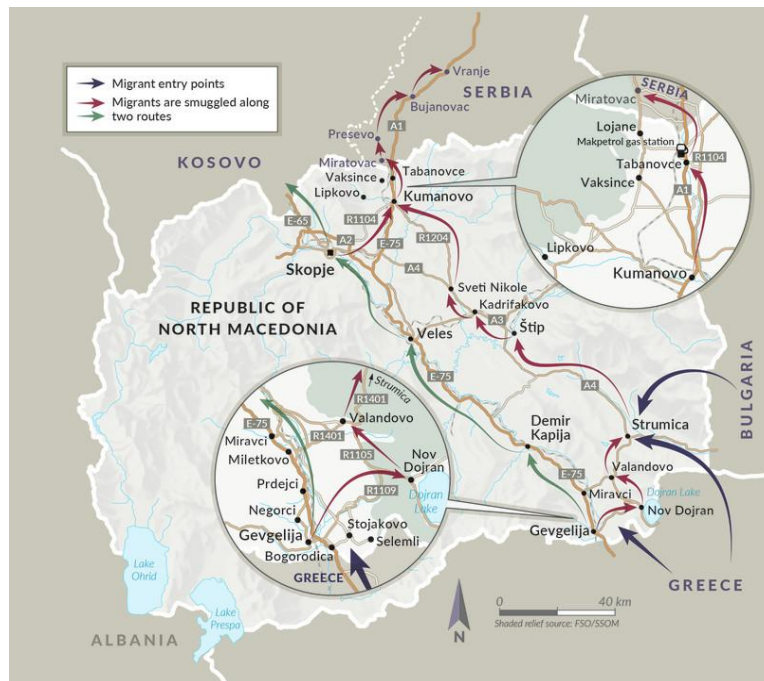 Migrant entry points
Migrants are smuggled along
two routes
KOSOVO
SERBIA
Vranje
Bujanovac
A1
Presevo
Miratovac
Vaksince
Lipkovo
Tabanovce
Kumanovo
E-65
R1104
A2
E-75
R1204
A4
Skopje
Sveti Nikole
Kadrifakovo
A3
Štip
REPUBLIC OF
NORTH MACEDONIA
Veles
E-75
A4
Demir
Kapija
Strumica
BULGARIA
Valandovo
E-75
Miravci
Dojran Lake
Nov Dojran
Gevgelija
GREECE
Lake
Ohrid
Lake
Prespa
ALBANIA
N
0
40 km
Shaded relief source: FSO/SSOM
SERBIA
Miratovac
Lojane
Makpetrol gas station
R1104
Tabanovce
A1
Vaksince
Lipkovo
Kumanovo
Strumica
R1401
Valandovo
E-75
R1401
Miravci
Miletkovo
R1105
Nov
Dojran
Prdejci
R1109
Dojran
Lake
Negorci
Stojakovo
Gevgelija
Selemli
Bogorodica
GREECE